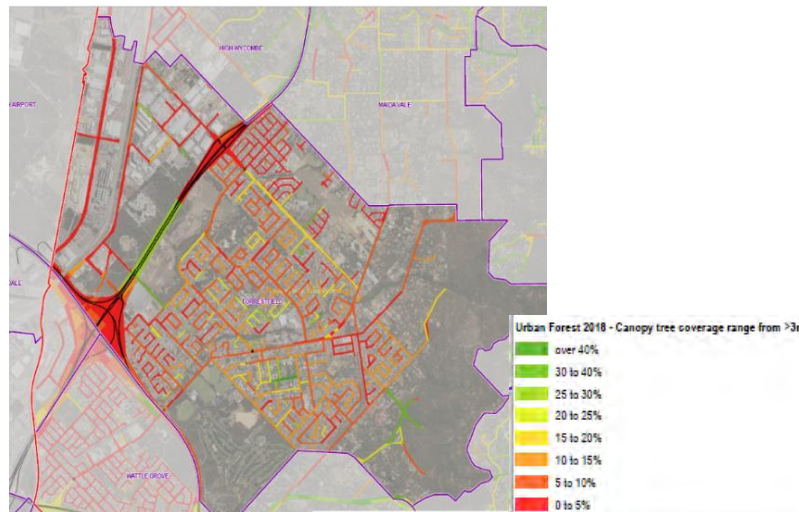 HIGH WYCOMBE
AIRPORT
MAIDA VALE
DALE
FORRESTFIELD
WATTLE GROVE
Urban Forest 2018 - Canopy tree coverage range from >3m
over 40%
30 to 40%
25 to 30%
20 to 25%
15 to 20%
10 to 15%
5 to 10%
0 to 5%